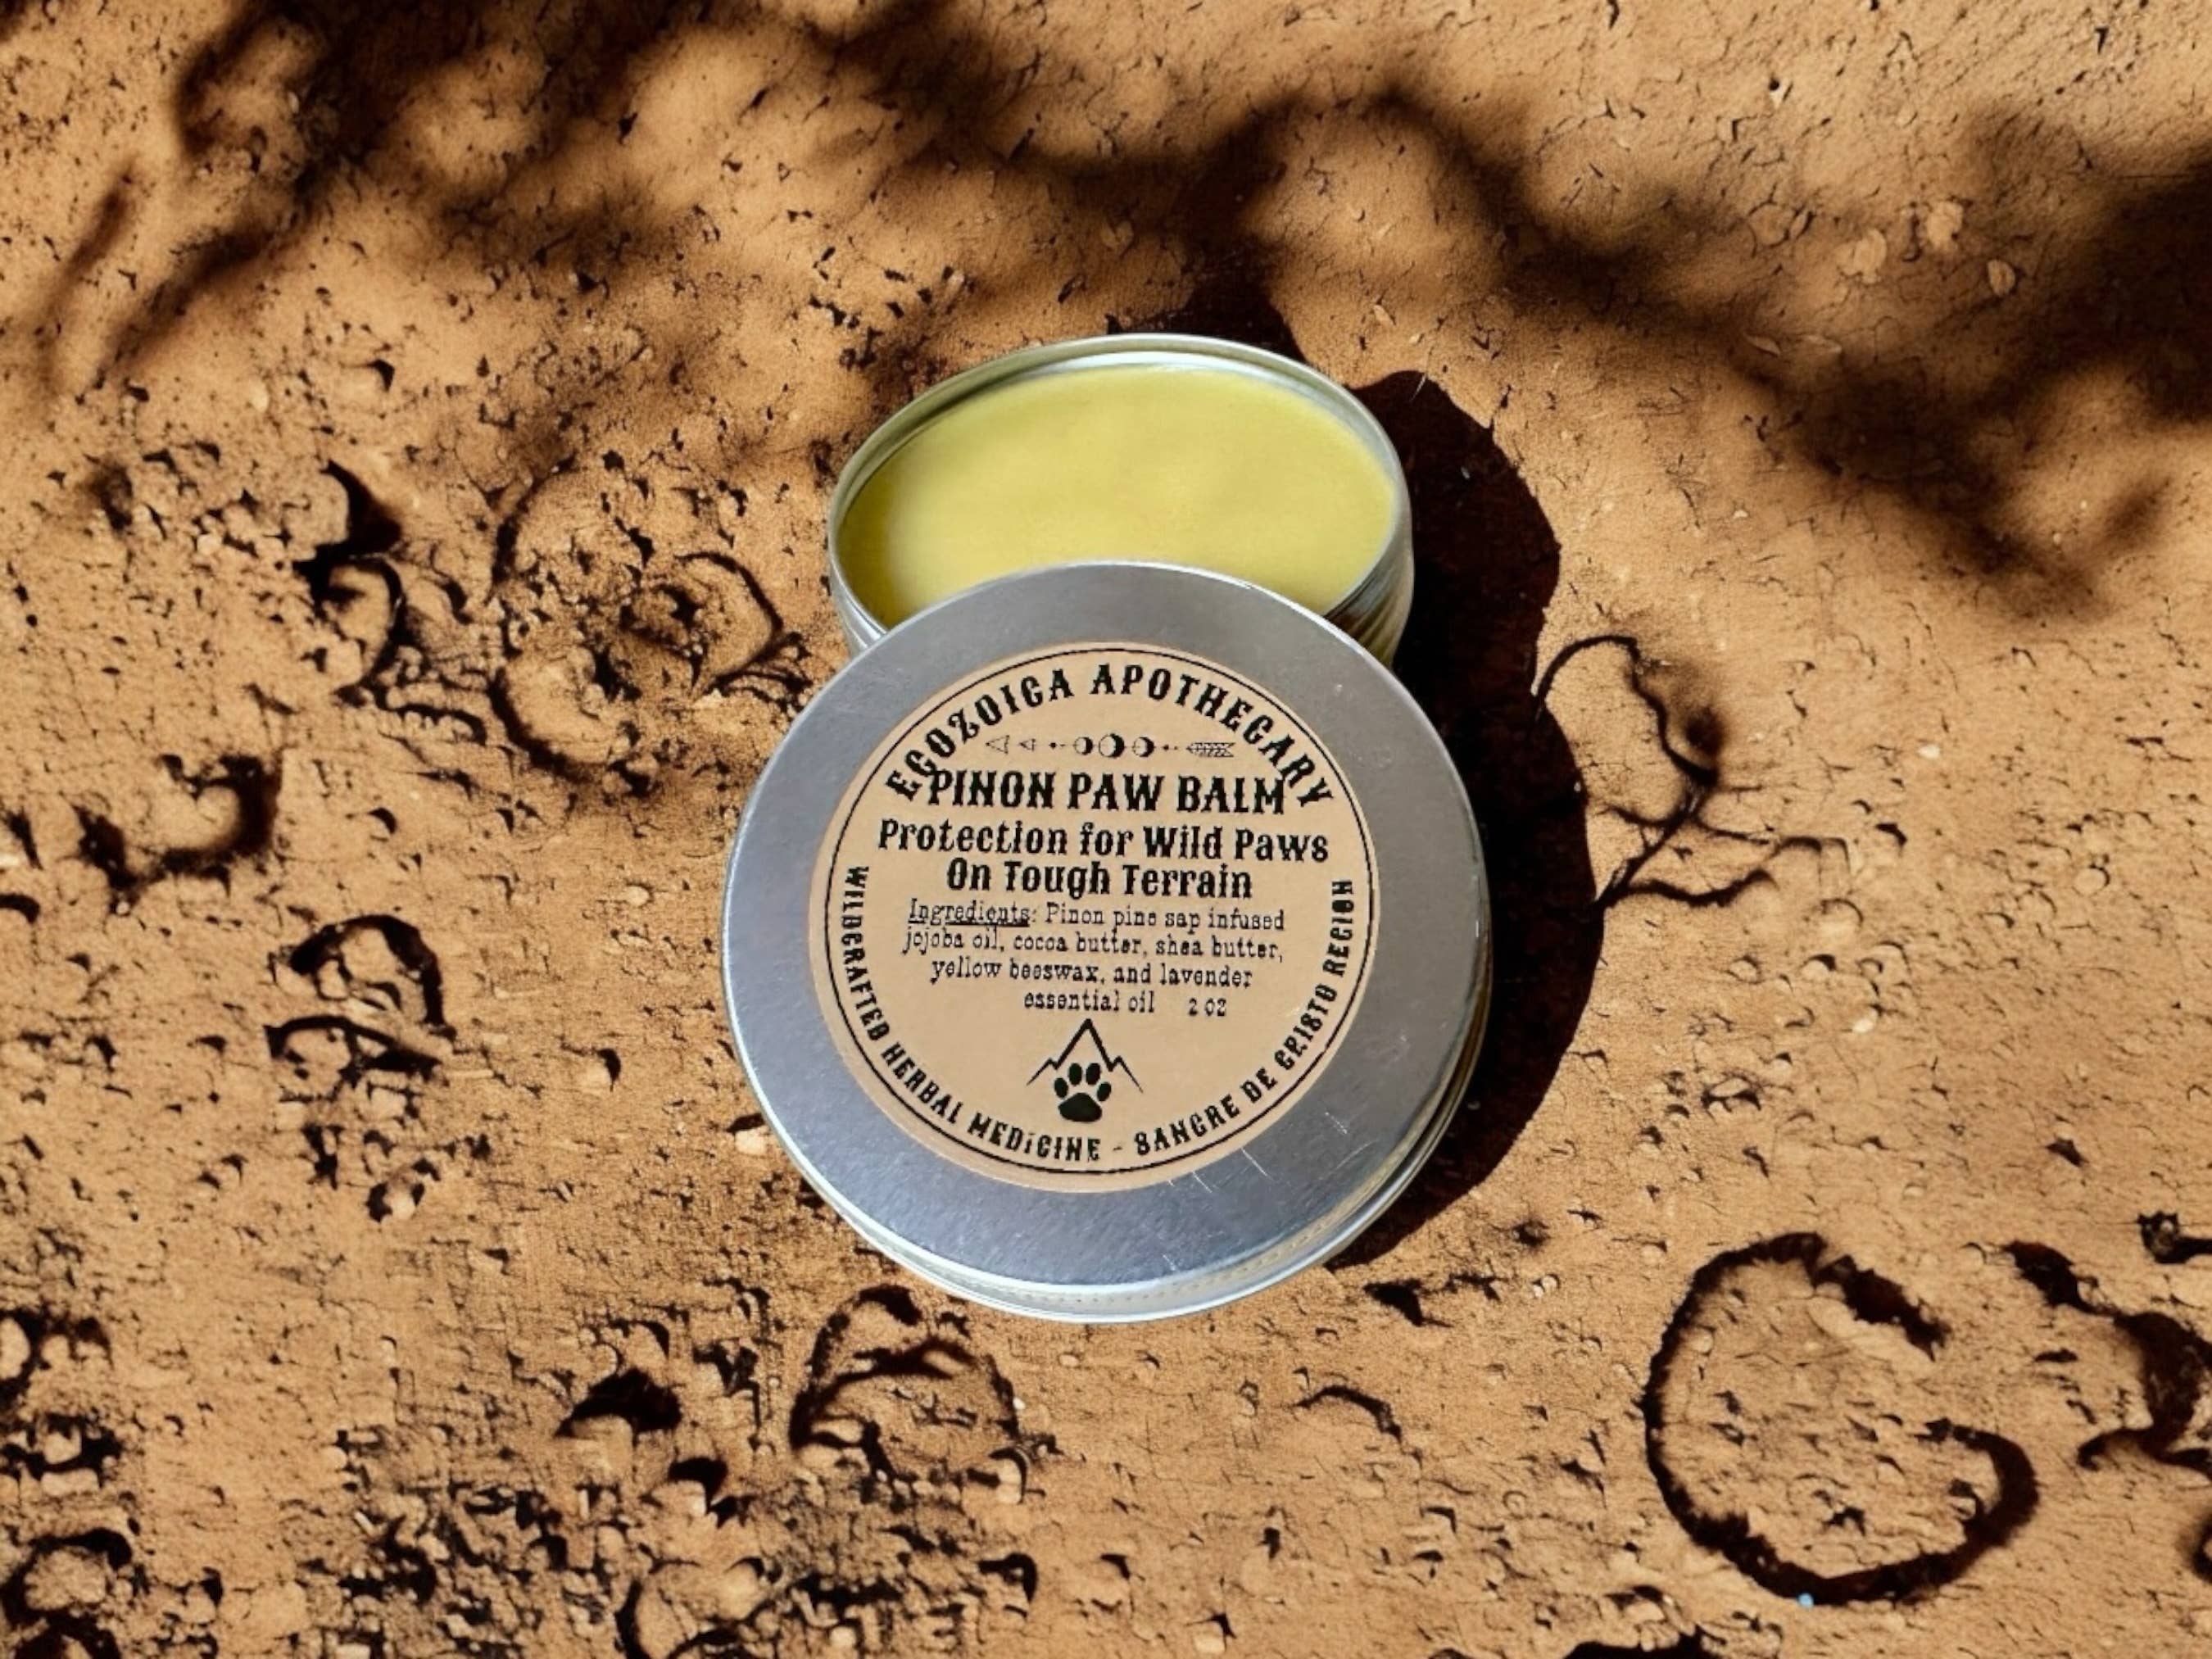 ECOZOICA APOTHECARY
PINON PAW BALM
Protection for Wild Paws
On Tough Terrain
Ingredients: Pinon pine sap infused
jojoba oil, cocoa butter, shea butter,
yellow beeswax, and lavender
essential oil 2 oz
WILDCRAFTED HERBAL MEDICINE - SANGRE DE CRISTO REGION